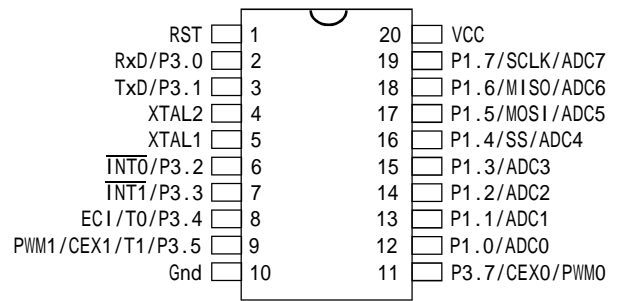 RST 1 20 VCC
RxD/P3.0 2 19 P1.7/SCLK/ADC7
TxD/P3.1 3 18 P1.6/MISO/ADC6
XTAL2 4 17 P1.5/MOSI/ADC5
XTAL1 5 16 P1.4/SS/ADC4
INT0/P3.2 6 15 P1.3/ADC3
INT1/P3.3 7 14 P1.2/ADC2
ECI/T0/P3.4 8 13 P1.1/ADC1
PWM1/CEX1/T1/P3.5 9 12 P1.0/ADC0
Gnd 10 11 P3.7/CEX0/PWM0